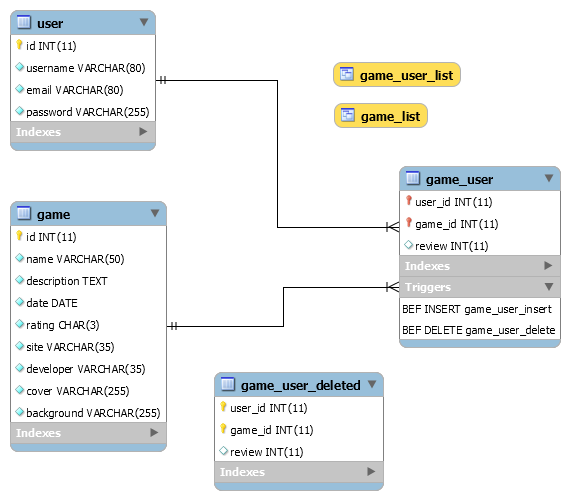 user
id INT(11)
username VARCHAR(80)
email VARCHAR(80)
password VARCHAR(255)
Indexes
game_user_list
game_list
game_user
user_id INT(11)
game_id INT(11)
review INT(11)
Indexes
Triggers
BEF INSERT game_user_insert
BEF DELETE game_user_delete
game
id INT(11)
name VARCHAR(50)
description TEXT
date DATE
rating CHAR(3)
site VARCHAR(35)
developer VARCHAR(35)
cover VARCHAR(255)
background VARCHAR(255)
Indexes
game_user_deleted
user_id INT(11)
game_id INT(11)
review INT(11)
Indexes